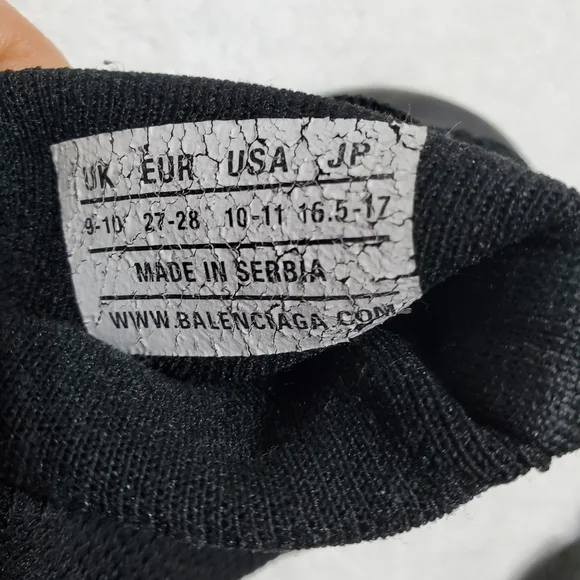 UK EUR USA JP
9-10 27-28 10-11 16.5-17
MADE IN SERBIA
WWW.BALENCIAGA.COM